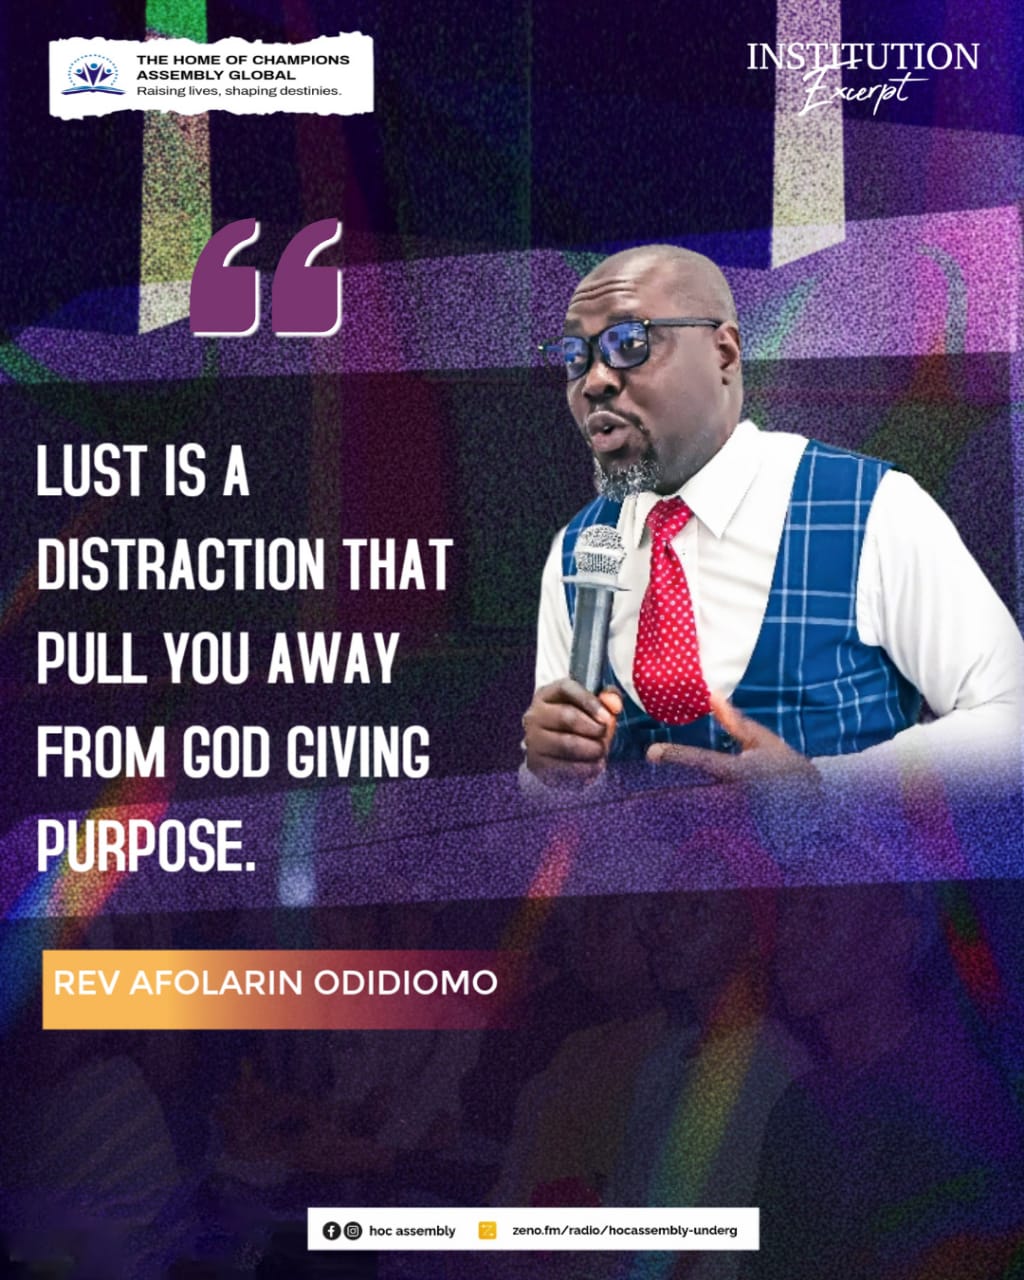 THE HOME OF CHAMPIONS
ASSEMBLY GLOBAL
Raising lives, shaping destinies.
INSTITUTION
Excerpt
“
LUST IS A
DISTRACTION THAT
PULL YOU AWAY
FROM GOD GIVING
PURPOSE.
REV AFOLARIN ODIDIOMO
hoc assembly
zeno.fm/radio/hocassembly-underg